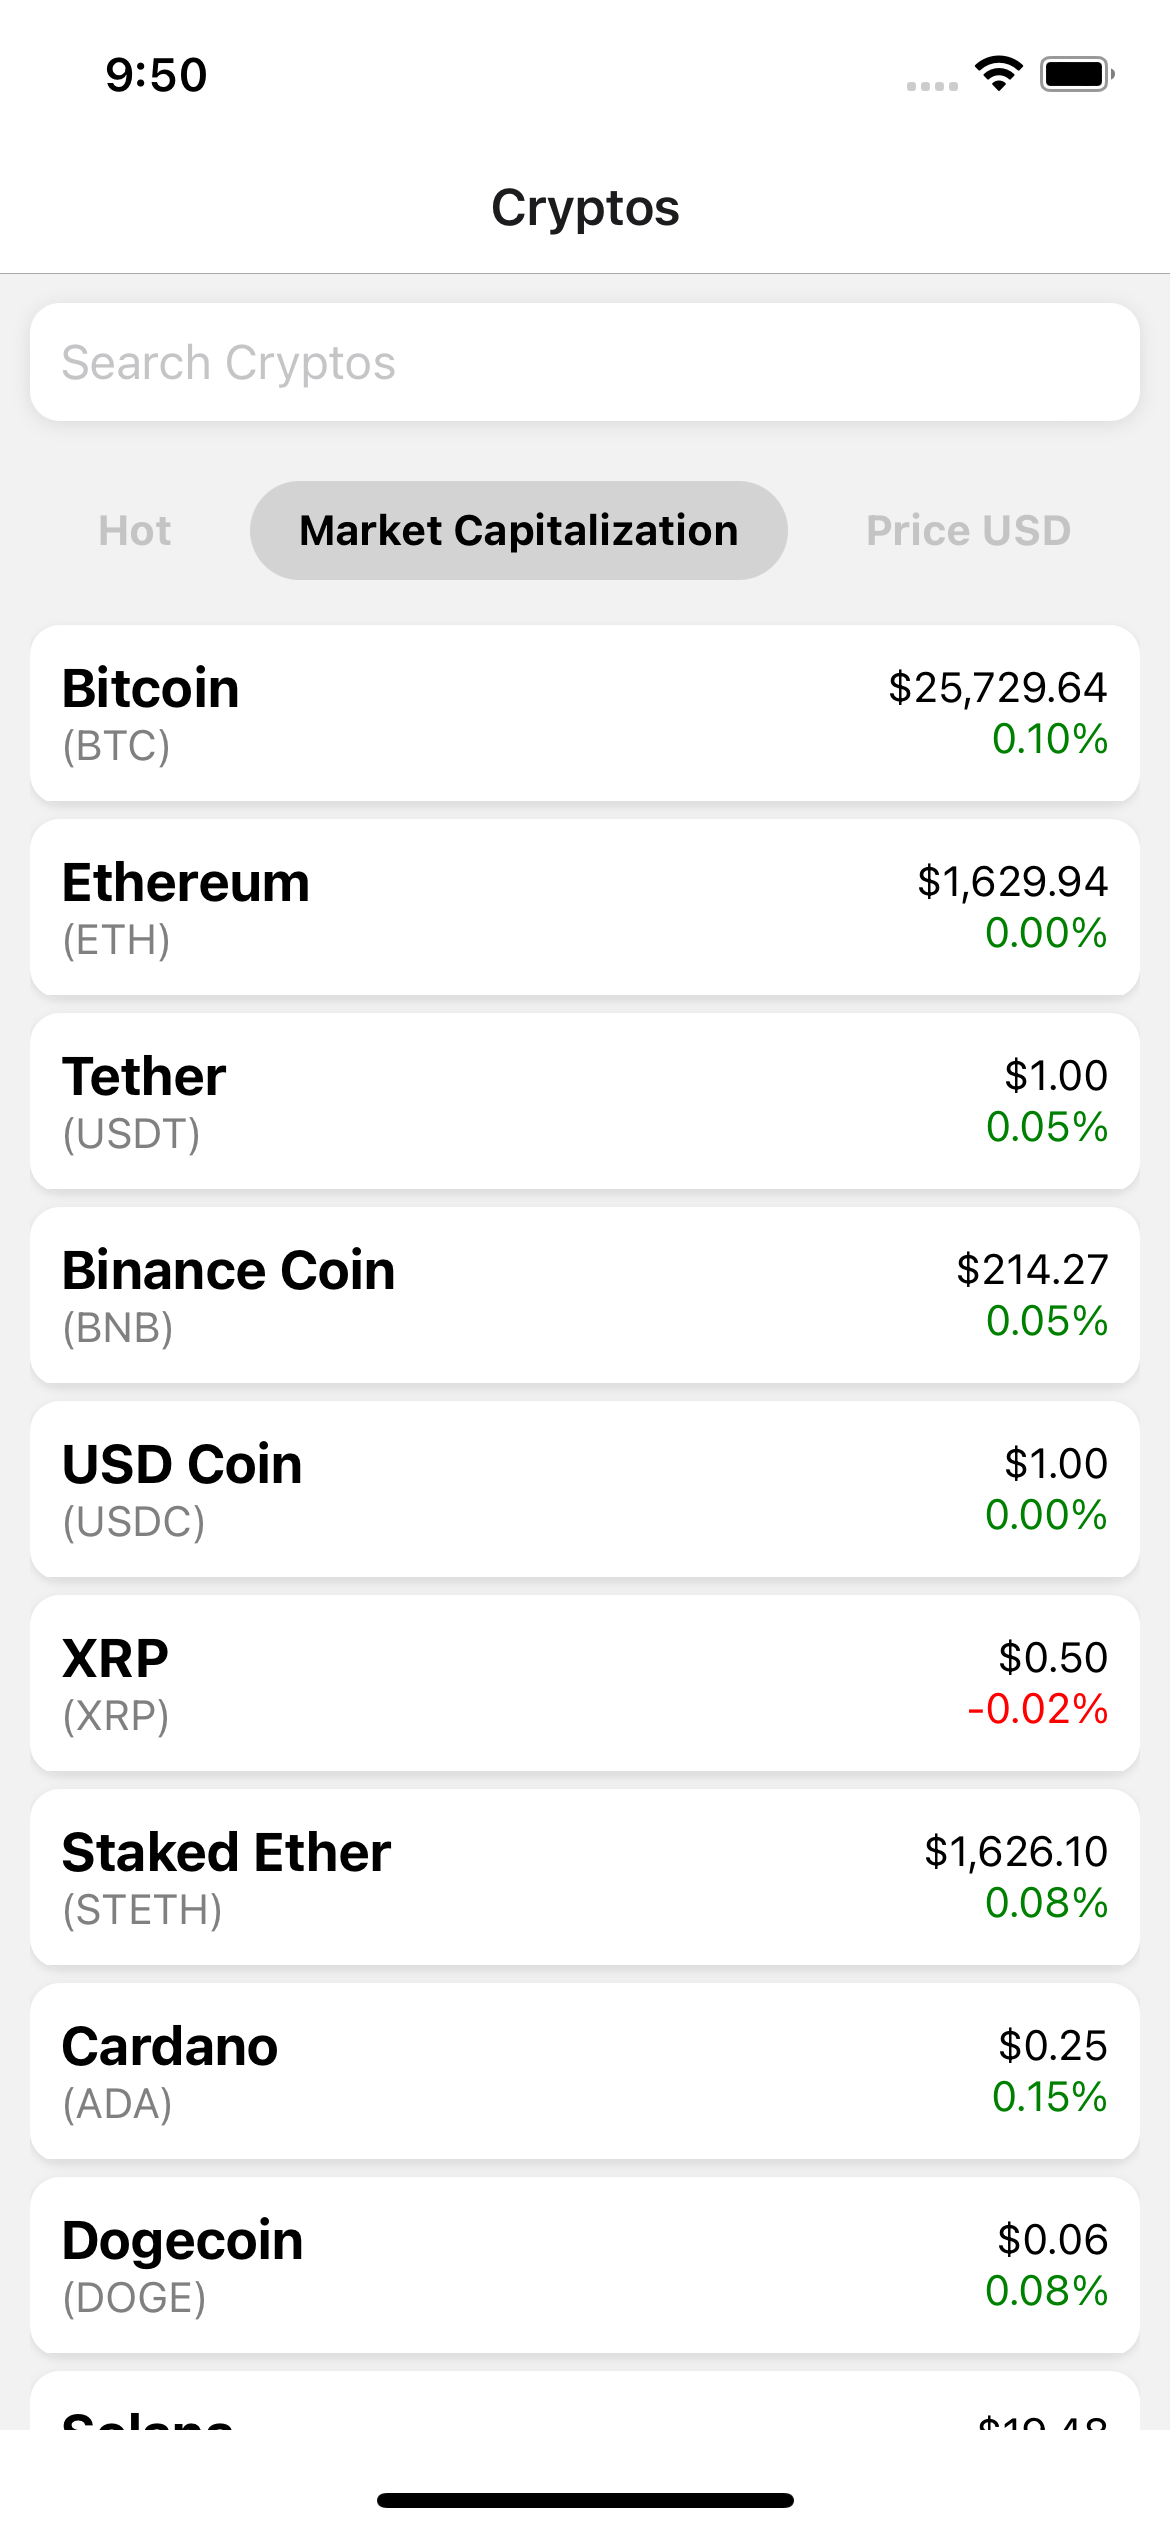 9:50
Cryptos
Search Cryptos
Hot Market Capitalization Price USD
Bitcoin $25,729.64
(BTC) 0.10%
Ethereum $1,629.94
(ETH) 0.00%
Tether $1.00
(USDT) 0.05%
Binance Coin $214.27
(BNB) 0.05%
USD Coin $1.00
(USDC) 0.00%
XRP $0.50
(XRP) -0.02%
Staked Ether $1,626.10
(STETH) 0.08%
Cardano $0.25
(ADA) 0.15%
Dogecoin $0.06
(DOGE) 0.08%
Solana $19.48